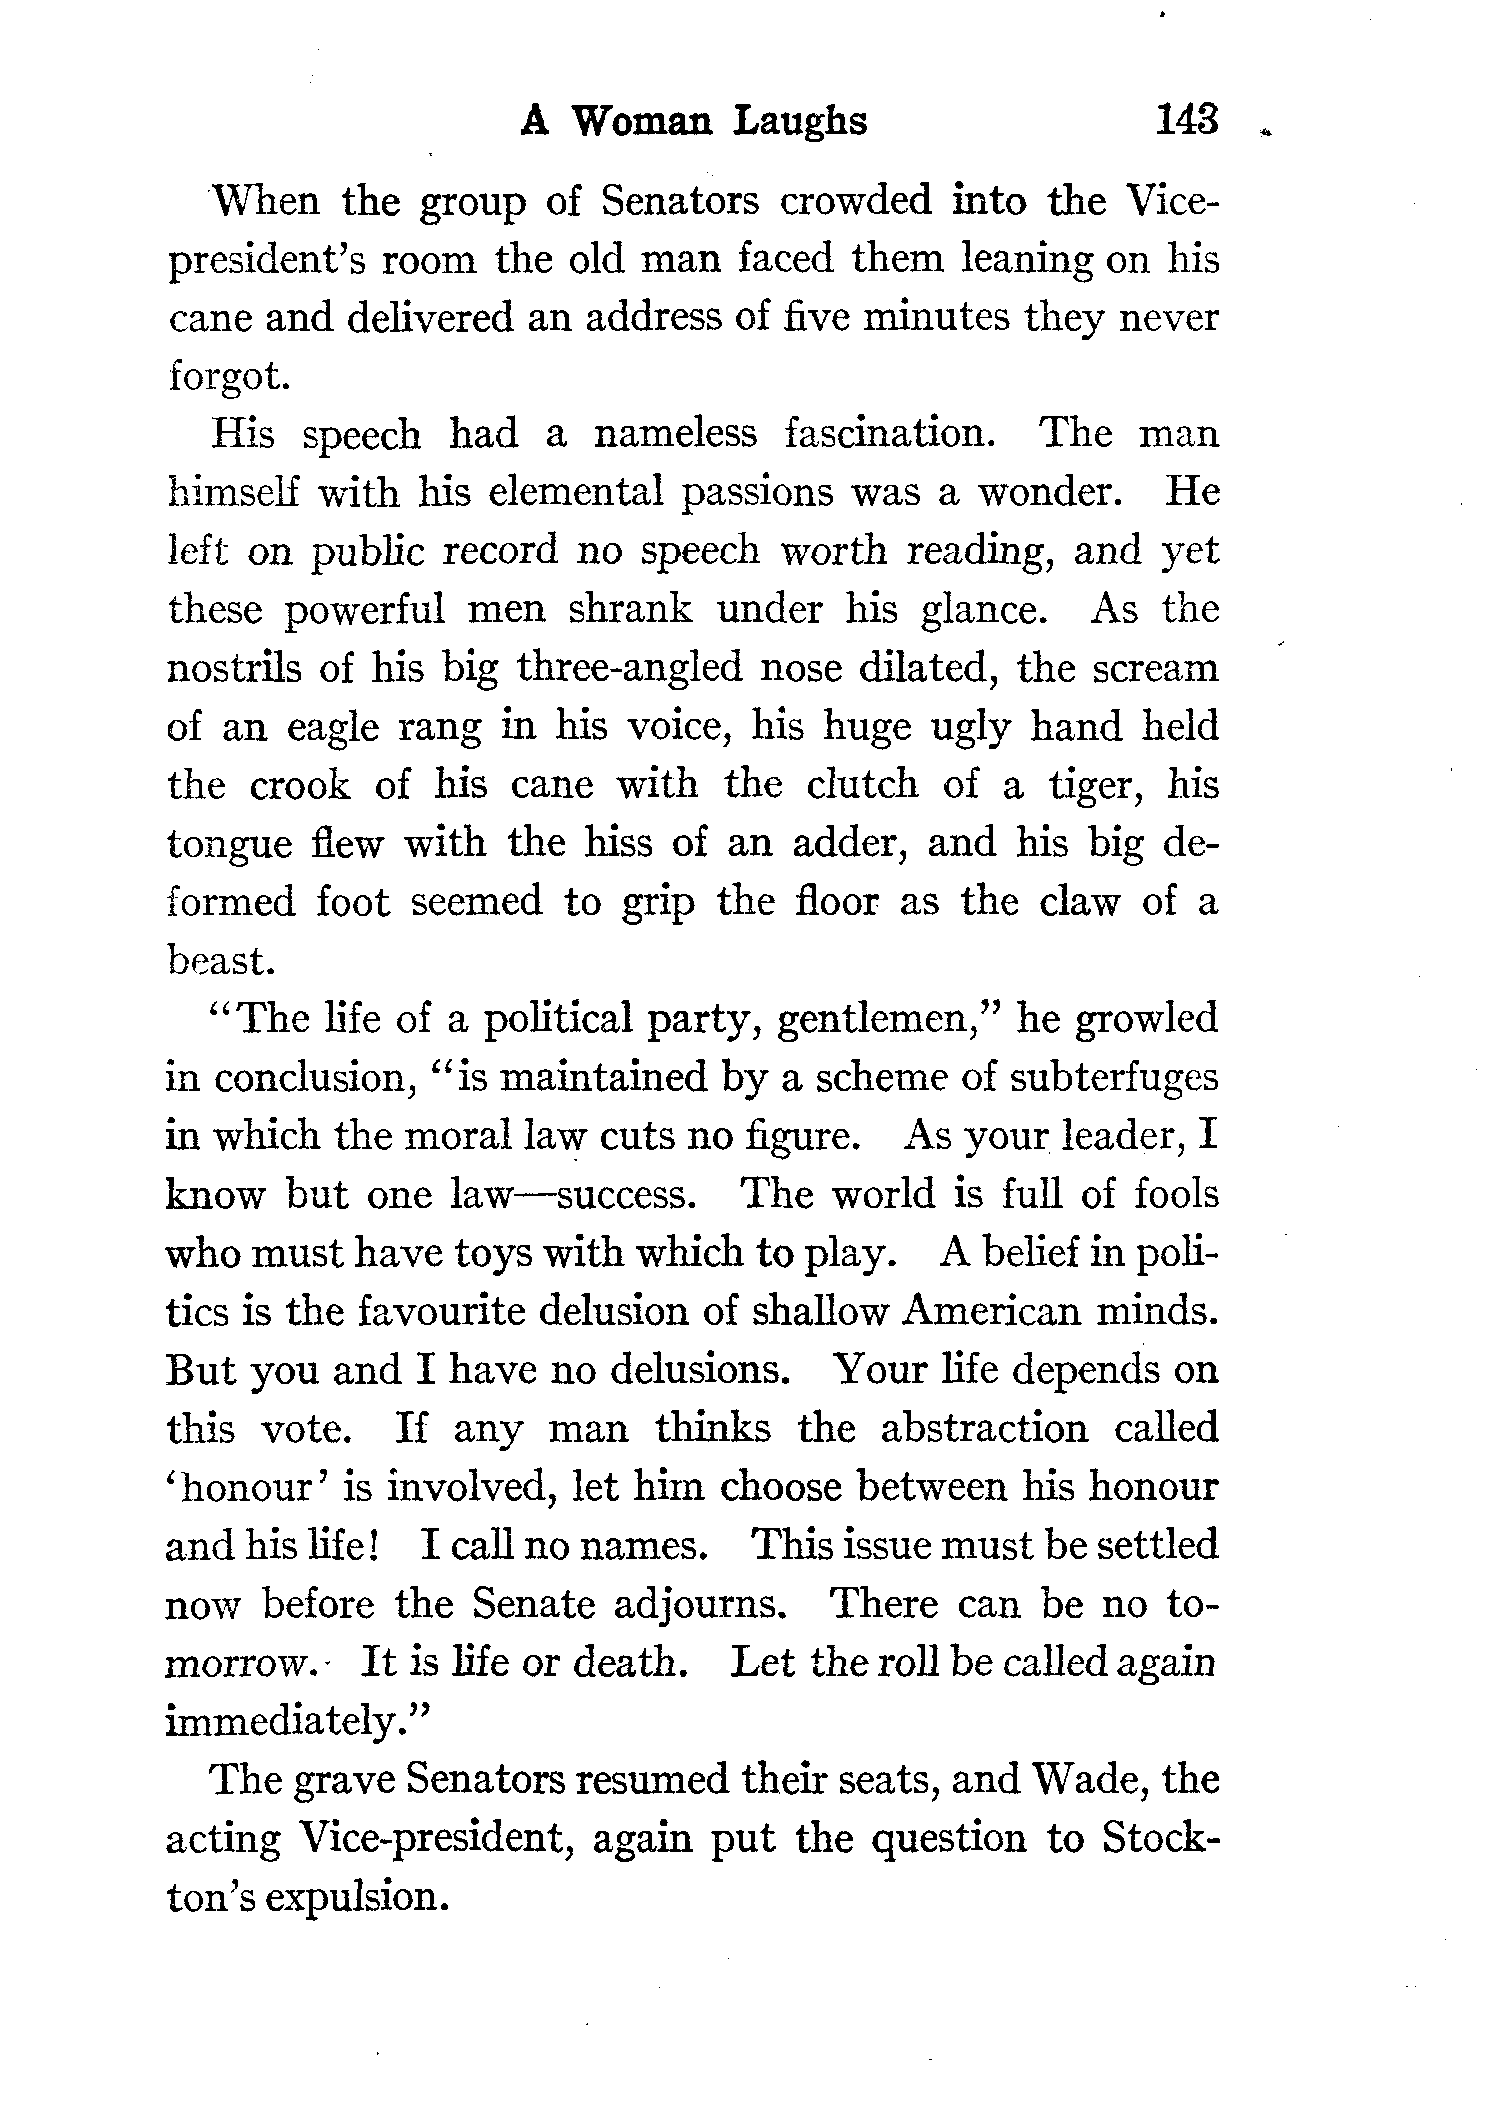 A Woman Laughs 143
When the group of Senators crowded into the Vice-
president's room the old man faced them leaning on his
cane and delivered an address of five minutes they never
forgot.
His speech had a nameless fascination. The man
himself with his elemental passions was a wonder. He
left on public record no speech worth reading, and yet
these powerful men shrank under his glance. As the
nostrils of his big three-angled nose dilated, the scream
of an eagle rang in his voice, his huge ugly hand held
the crook of his cane with the clutch of a tiger, his
tongue flew with the hiss of an adder, and his big de-
formed foot seemed to grip the floor as the claw of a
beast.
"The life of a political party, gentlemen," he growled
in conclusion, "is maintained by a scheme of subterfuges
in which the moral law cuts no figure. As your leader, I
know but one law—success. The world is full of fools
who must have toys with which to play. A belief in poli-
tics is the favourite delusion of shallow American minds.
But you and I have no delusions. Your life depends on
this vote. If any man thinks the abstraction called
'honour' is involved, let him choose between his honour
and his life! I call no names. This issue must be settled
now before the Senate adjourns. There can be no to-
morrow. It is life or death. Let the roll be called again
immediately."
The grave Senators resumed their seats, and Wade, the
acting Vice-president, again put the question to Stock-
ton's expulsion.